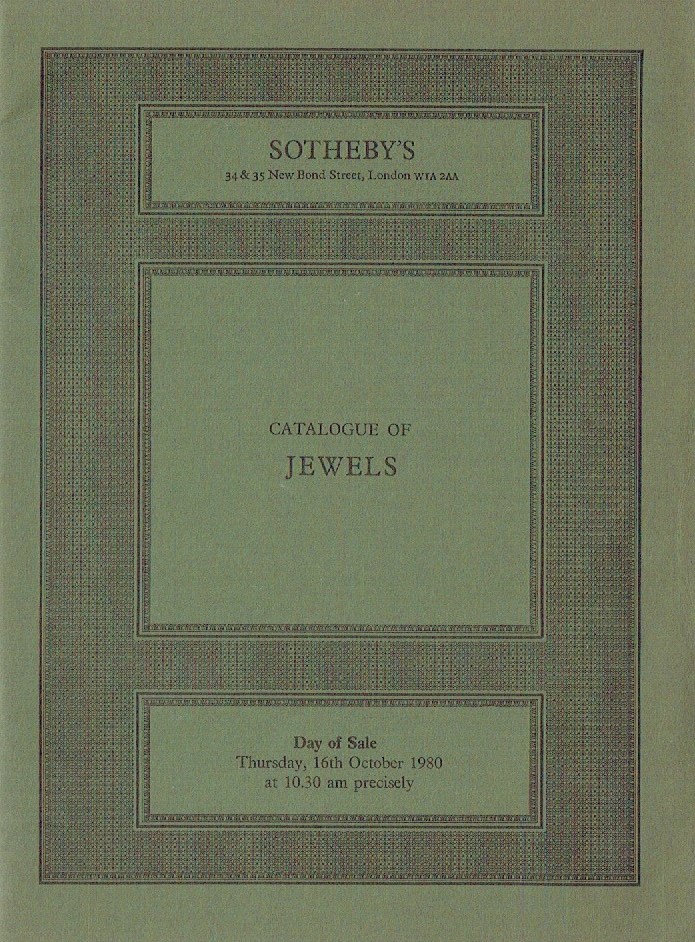 SOTHEBY'S
34 & 35 New Bond Street, London W1A 2AA
CATALOGUE OF
JEWELS
Day of Sale
Thursday, 16th October 1980
at 10.30 am precisely